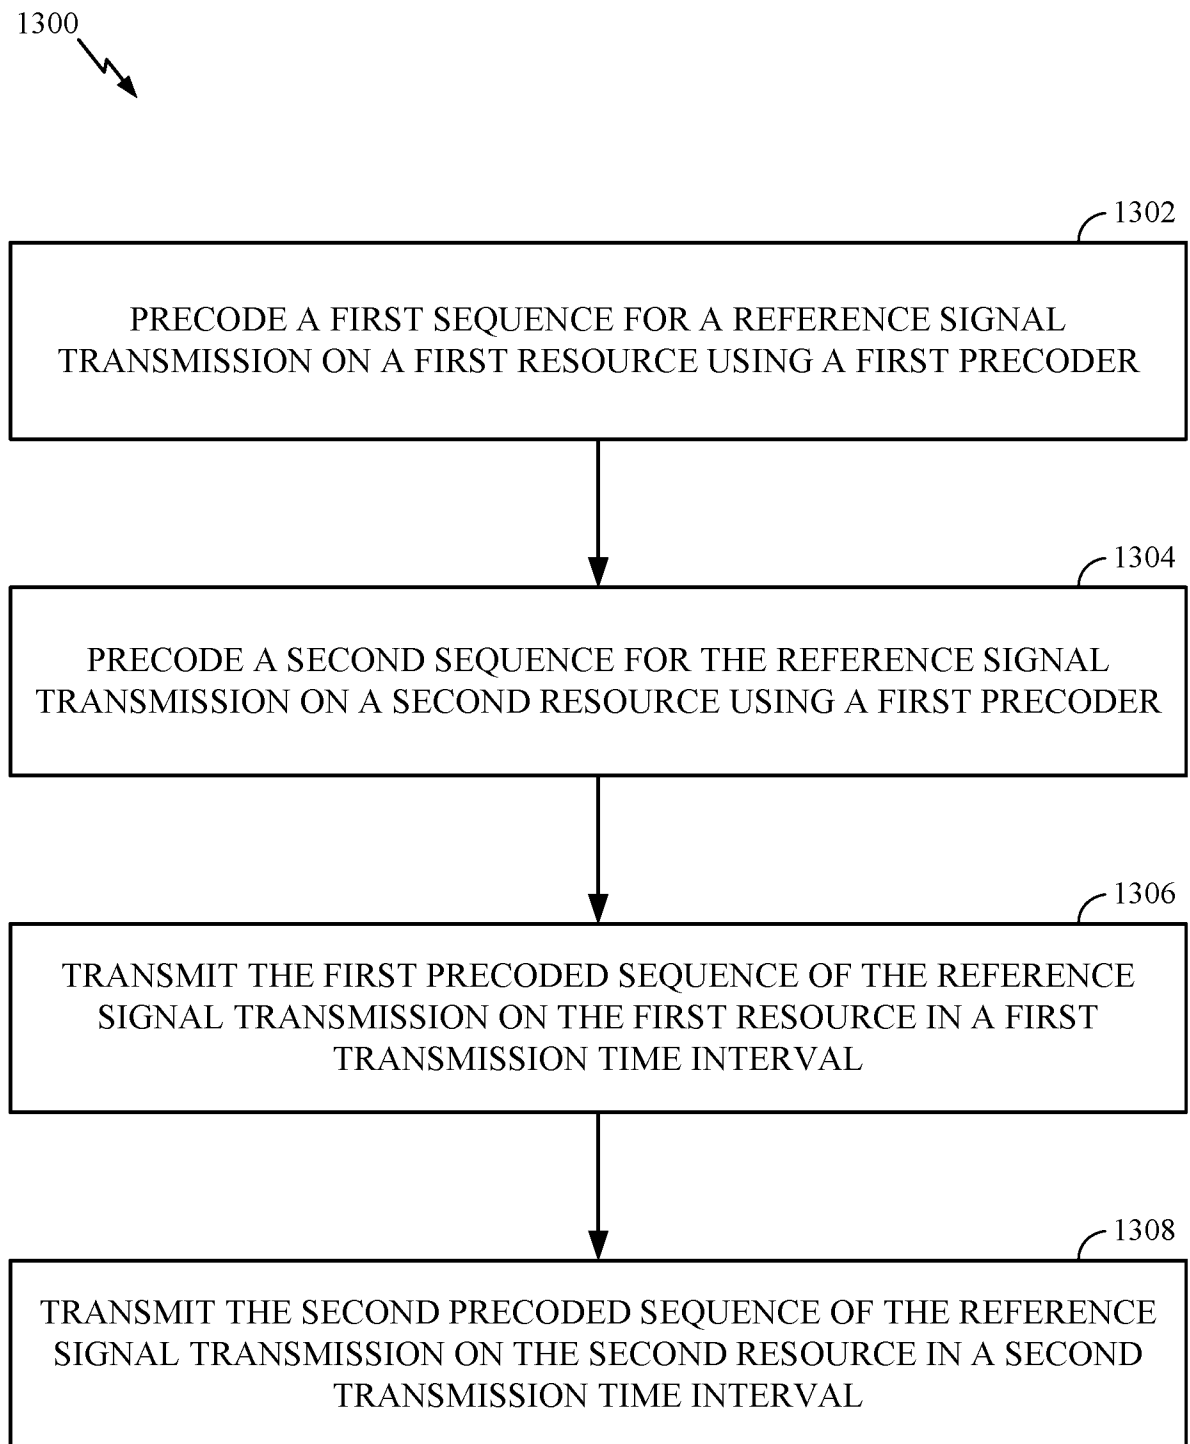 1300
1302
PRECODE A FIRST SEQUENCE FOR A REFERENCE SIGNAL
TRANSMISSION ON A FIRST RESOURCE USING A FIRST PRECODER
1304
PRECODE A SECOND SEQUENCE FOR THE REFERENCE SIGNAL
TRANSMISSION ON A SECOND RESOURCE USING A FIRST PRECODER
1306
TRANSMIT THE FIRST PRECODED SEQUENCE OF THE REFERENCE
SIGNAL TRANSMISSION ON THE FIRST RESOURCE IN A FIRST
TRANSMISSION TIME INTERVAL
1308
TRANSMIT THE SECOND PRECODED SEQUENCE OF THE REFERENCE
SIGNAL TRANSMISSION ON THE SECOND RESOURCE IN A SECOND
TRANSMISSION TIME INTERVAL